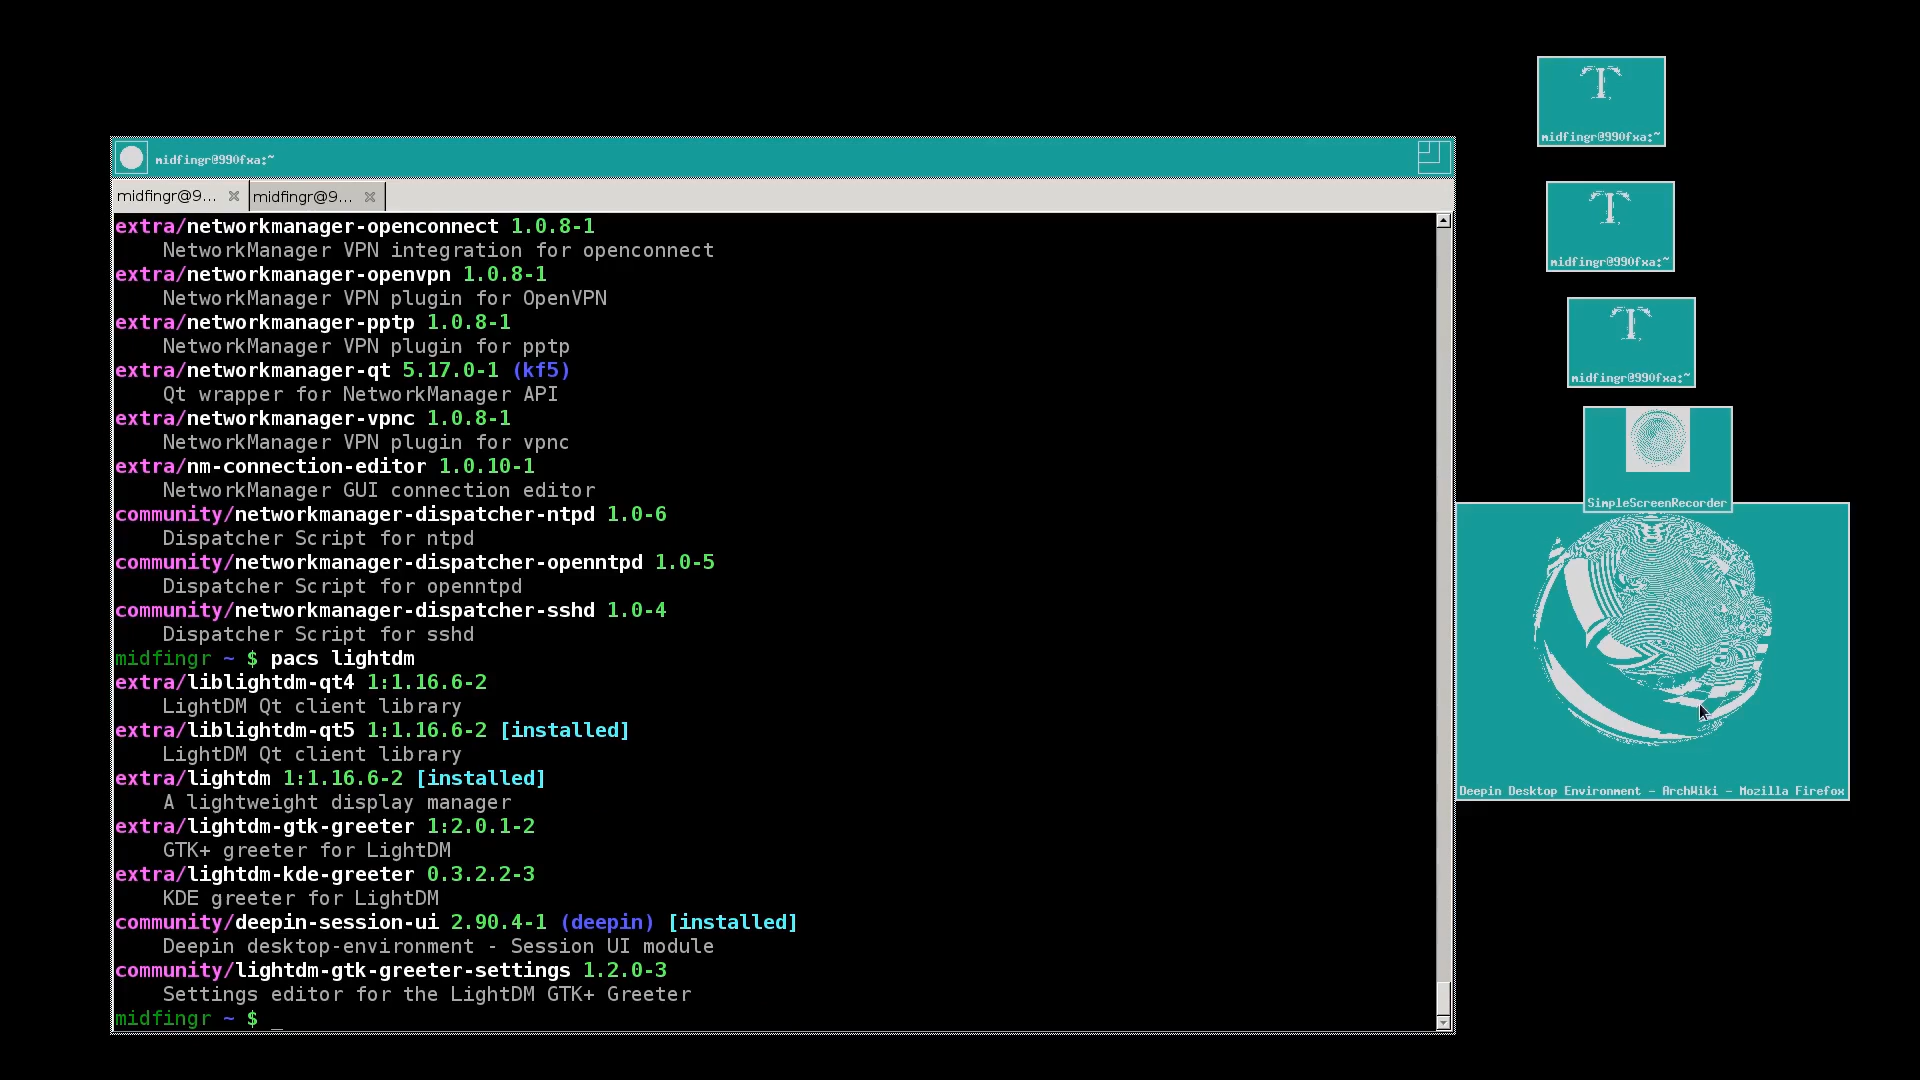 midfingr@990fxa:~
midfingr@9...
midfingr@9...
extra/networkmanager-openconnect 1.0.8-1
NetworkManager VPN integration for openconnect
extra/networkmanager-openvpn 1.0.8-1
NetworkManager VPN plugin for OpenVPN
extra/networkmanager-pptp 1.0.8-1
NetworkManager VPN plugin for pptp
extra/networkmanager-qt 5.17.0-1 (kf5)
Qt wrapper for NetworkManager API
extra/networkmanager-vpnc 1.0.8-1
NetworkManager VPN plugin for vpnc
extra/nm-connection-editor 1.0.10-1
NetworkManager GUI connection editor
community/networkmanager-dispatcher-ntpd 1.0-6
Dispatcher Script for ntpd
community/networkmanager-dispatcher-openntpd 1.0-5
Dispatcher Script for openntpd
community/networkmanager-dispatcher-sshd 1.0-4
Dispatcher Script for sshd
midfingr ~ $ pacs lightdm
extra/liblightdm-qt4 1:1.16.6-2
LightDM Qt client library
extra/liblightdm-qt5 1:1.16.6-2 [installed]
LightDM Qt client library
extra/lightdm 1:1.16.6-2 [installed]
A lightweight display manager
extra/lightdm-gtk-greeter 1:2.0.1-2
GTK+ greeter for LightDM
extra/lightdm-kde-greeter 0.3.2.2-3
KDE greeter for LightDM
community/deepin-session-ui 2.90.4-1 (deepin) [installed]
Deepin desktop-environment - Session UI module
community/lightdm-gtk-greeter-settings 1.2.0-3
Settings editor for the LightDM GTK+ Greeter
midfingr ~ $ _
T
midfingr@990fxa:~
T
midfingr@990fxa:~
T
midfingr@990fxa:~
SimpleScreenRecorder
Deepin Desktop Environment - ArchWiki - Mozilla Firefox